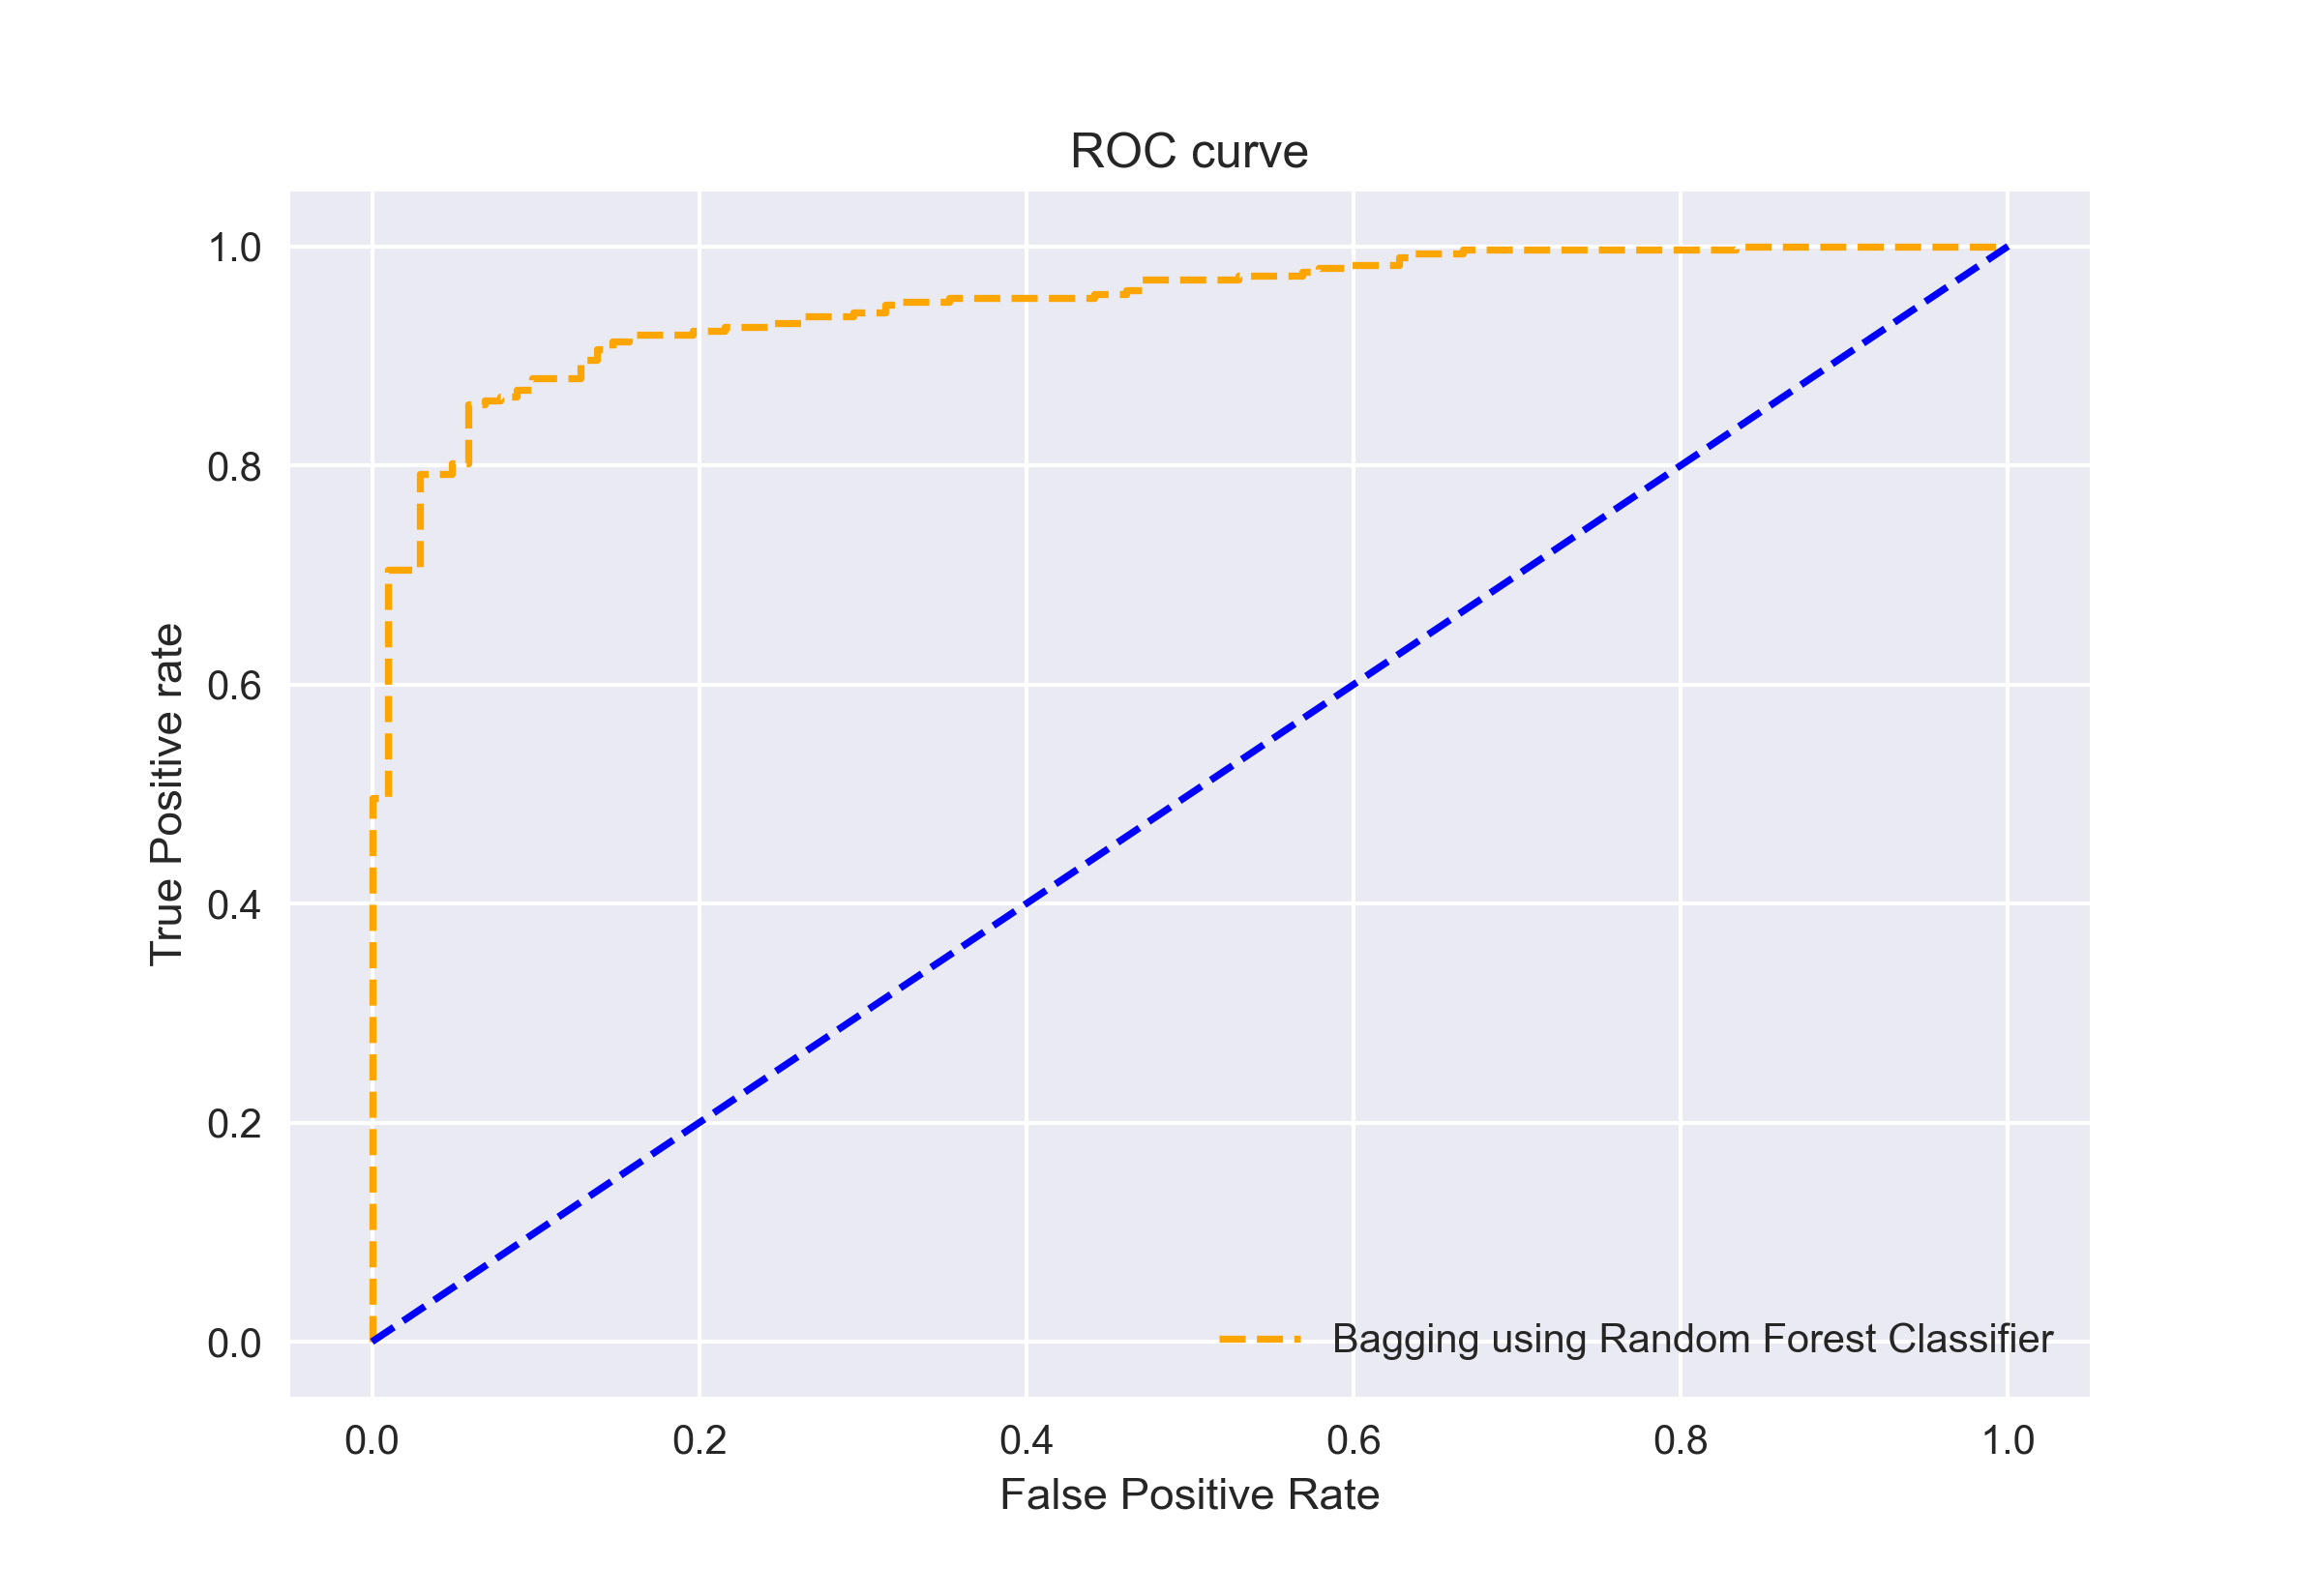 ROC curve
True Positive rate
1.0
0.8
0.6
0.4
0.2
0.0
Bagging using Random Forest Classifier
0.0 0.2 0.4 0.6 0.8 1.0
False Positive Rate